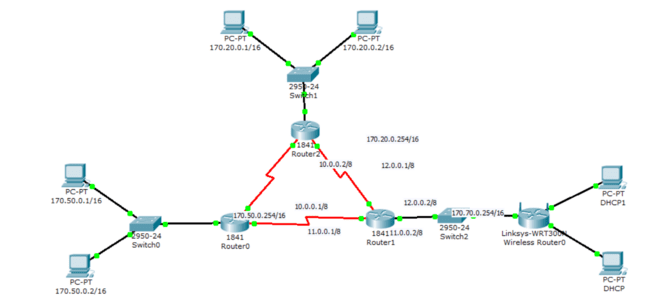 PC-PT
170.20.0.1/16
PC-PT
170.20.0.2/16
2950-24
Switch1
170.20.0.254/16
1841
Router2
10.0.0.2/8
12.0.0.1/8
PC-PT
170.50.0.1/16
PC-PT
DHCP1
10.0.0.1/8
12.0.0.2/8
170.50.0.254/16
170.70.0.254/16
2950-24
Switch0
1841
Router0
11.0.0.1/8
1841
Router1
11.0.0.2/8
2950-24
Switch2
Linksys-WRT300N
Wireless Router0
PC-PT
170.50.0.2/16
PC-PT
DHCP